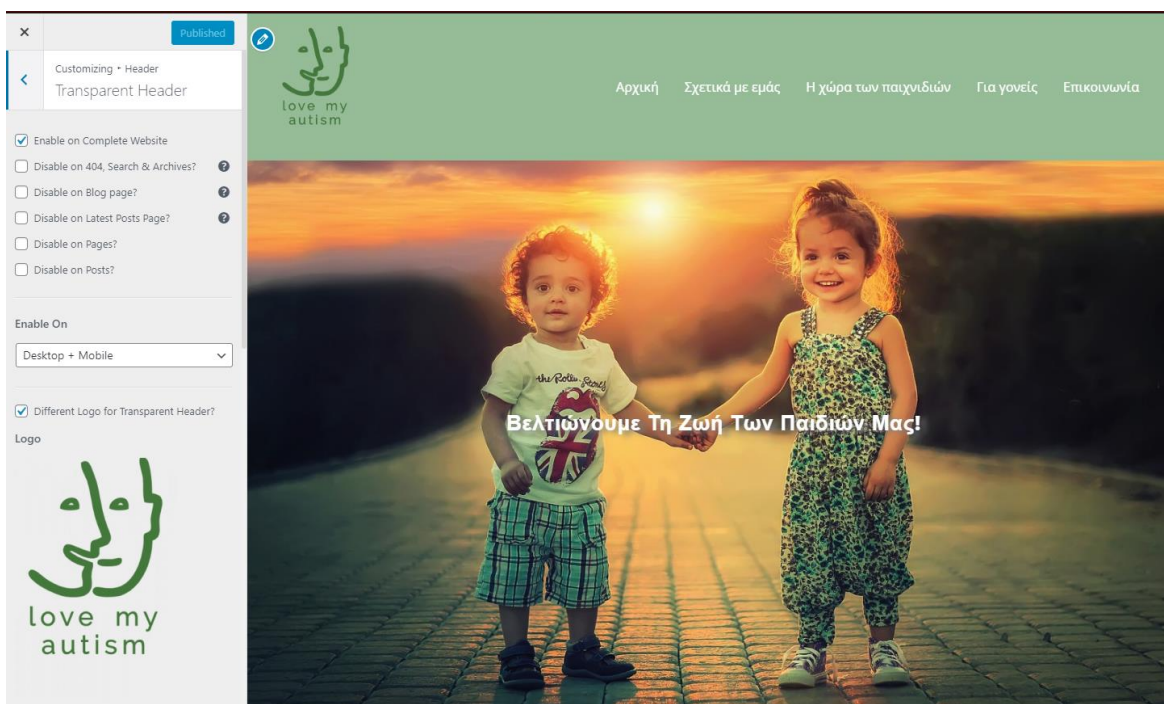 Published
Customizing • Header
Transparent Header
Enable on Complete Website
Disable on 404, Search & Archives?
Disable on Blog page?
Disable on Latest Posts Page?
Disable on Pages?
Disable on Posts?
Enable On
Desktop + Mobile
Different Logo for Transparent Header?
Logo
love my
autism
love my
autism
Αρχική Σχετικά με εμάς Η χώρα των παιχνιδιών Για γονείς Επικοινωνία
the Rolling Stones
Βελτιώνουμε Τη Ζωή Των Παιδιών Μας!